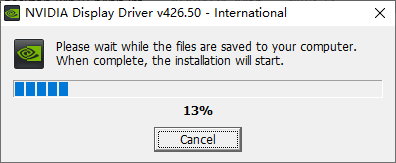 NVIDIA Display Driver v426.50 - International
Please wait while the files are saved to your computer.
When complete, the installation will start.
13%
Cancel